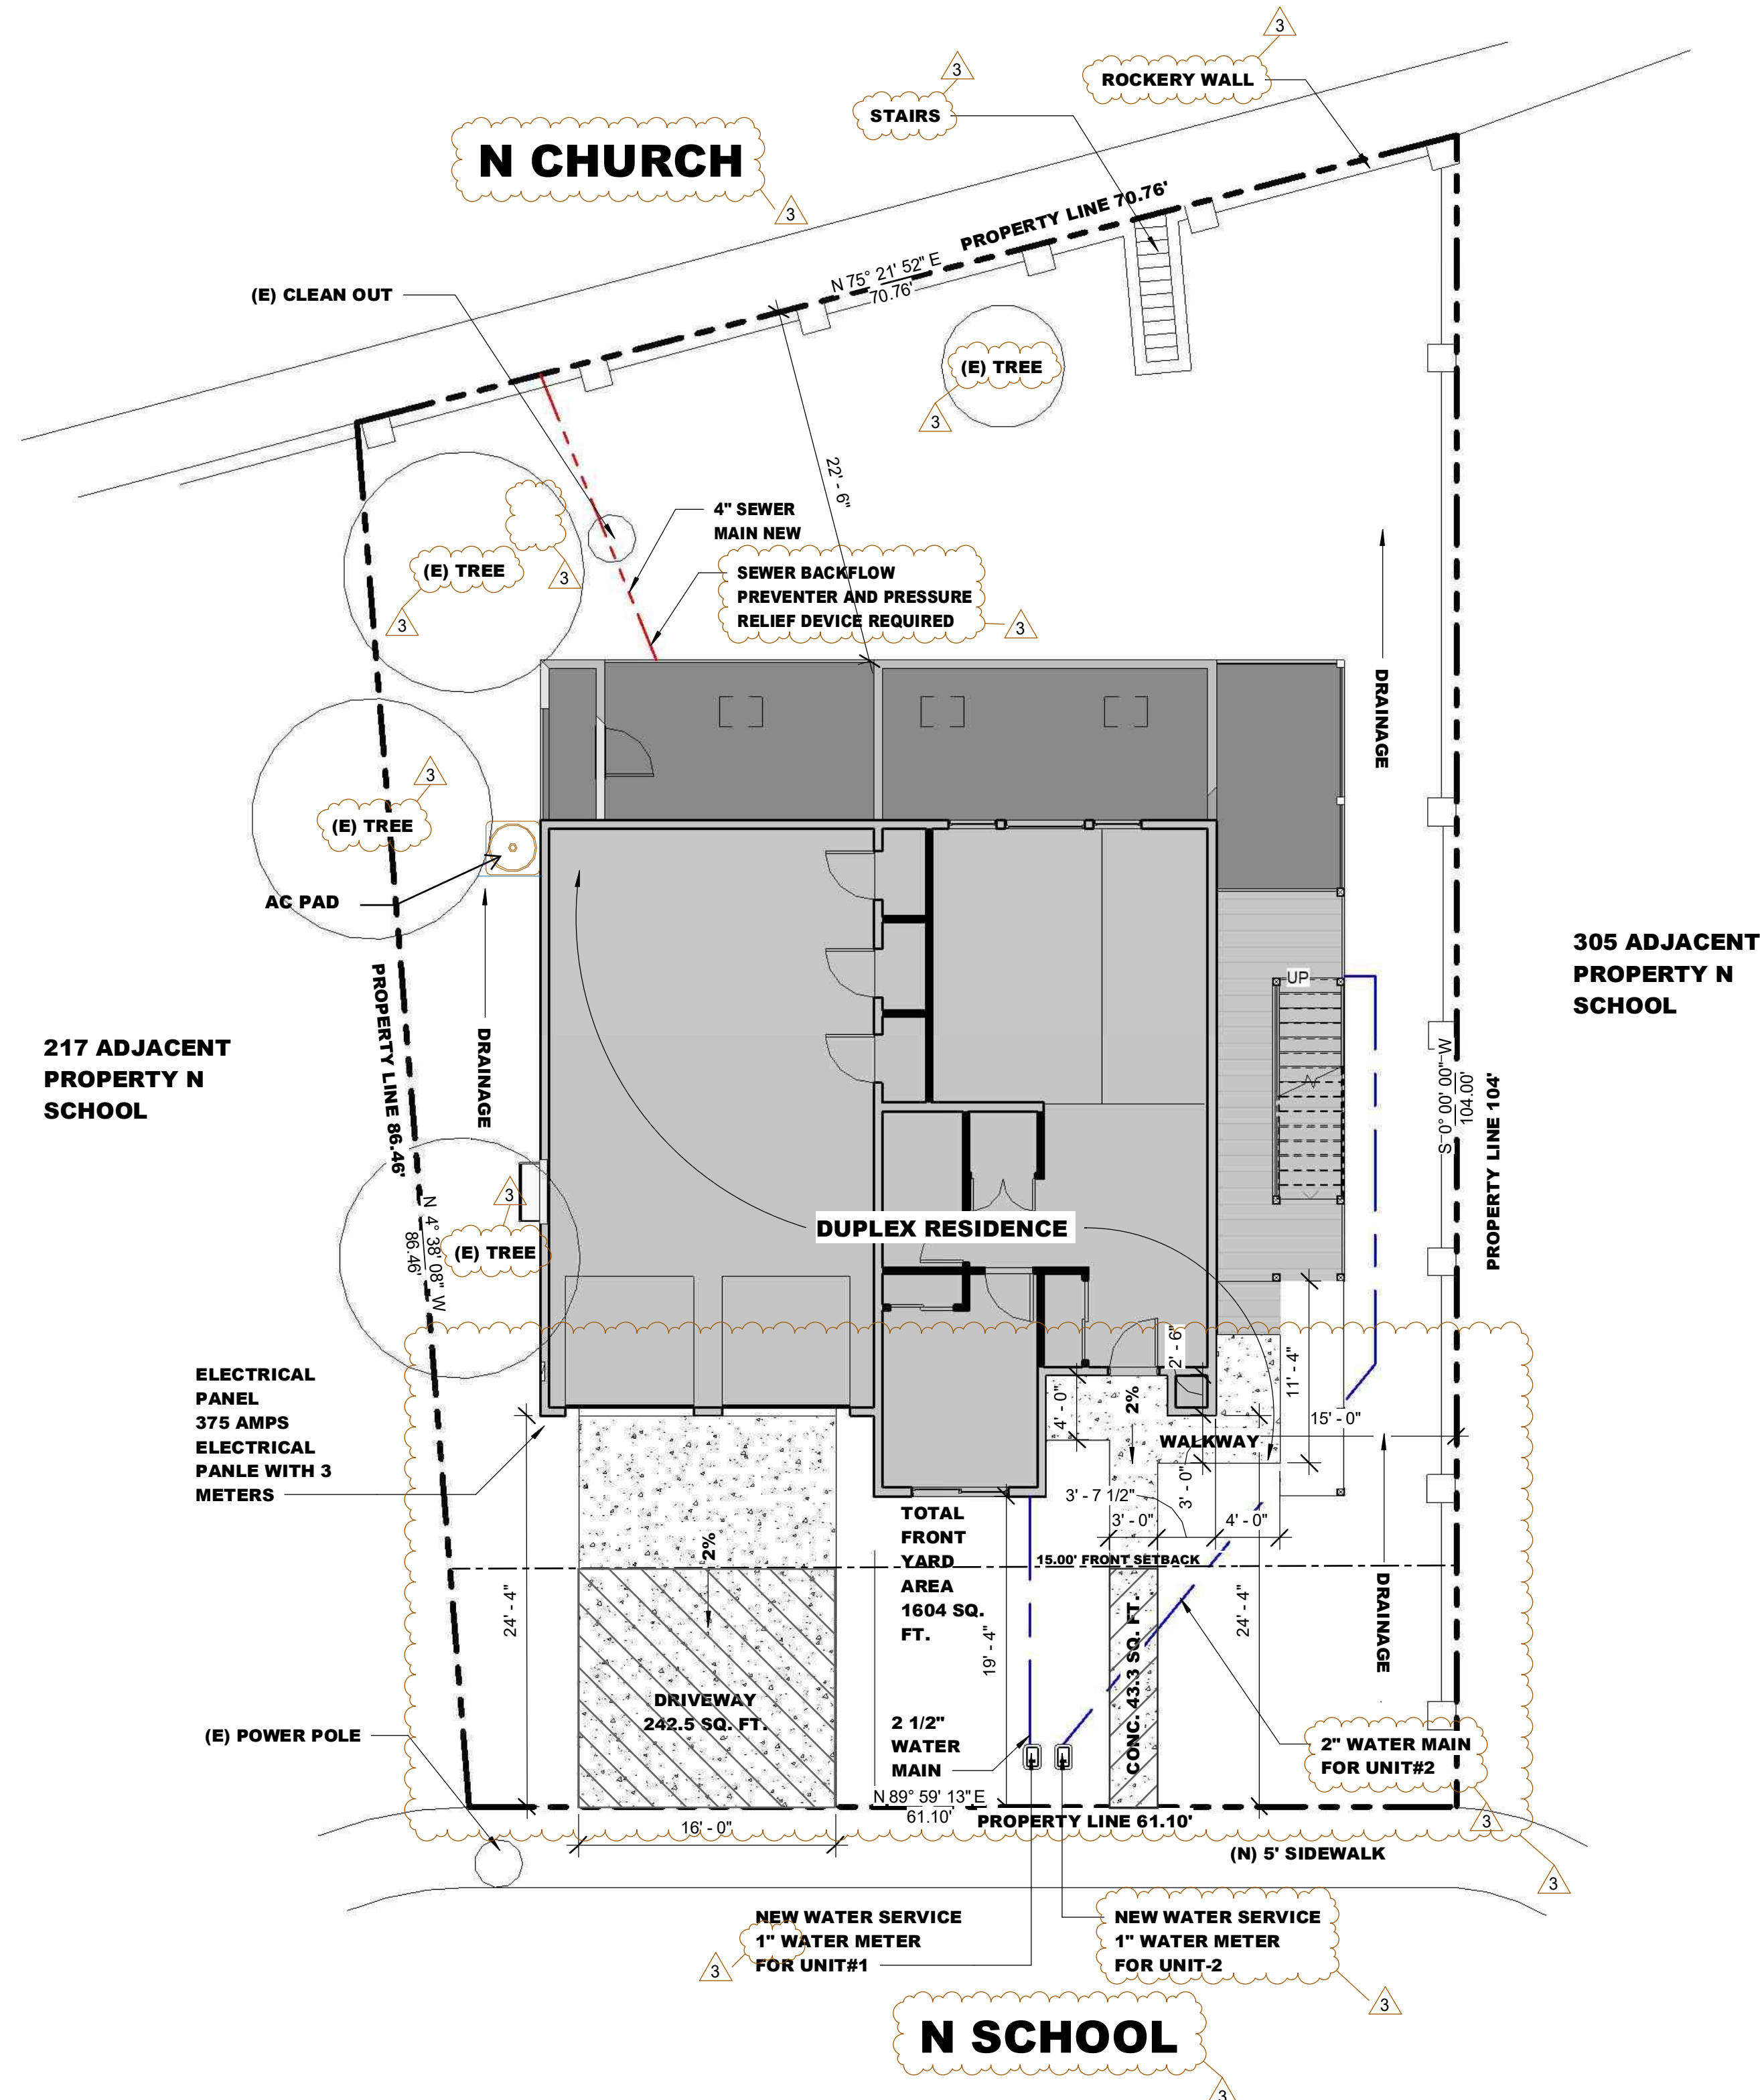 3
3
ROCKERY WALL
STAIRS
N CHURCH
3
PROPERTY LINE 70.76'
N 75° 21' 52" E
70.76'
(E) CLEAN OUT
(E) TREE
3
22' - 6"
4" SEWER
MAIN NEW
(E) TREE
3
3
SEWER BACKFLOW
PREVENTER AND PRESSURE
RELIEF DEVICE REQUIRED
3
DRAINAGE
3
(E) TREE
AC PAD
305 ADJACENT
PROPERTY N
SCHOOL
UP
PROPERTY LINE 86.46'
DRAINAGE
217 ADJACENT
PROPERTY N
SCHOOL
S 0° 00' 00" W
104.00'
PROPERTY LINE 104'
3
N 4° 38' 08" W
86.46'
(E) TREE
DUPLEX RESIDENCE
ELECTRICAL
PANEL
375 AMPS
ELECTRICAL
PANLE WITH 3
METERS
2' - 6"
4' - 0"
2%
11' - 4"
15' - 0"
WALKWAY
3' - 7 1/2"
3' - 0"
3' - 0"
4' - 0"
TOTAL
FRONT
YARD
AREA
1604 SQ.
FT.
2%
15.00' FRONT SETBACK
24' - 4"
19' - 4"
CONC. 43.3 SQ. FT.
24' - 4"
DRAINAGE
DRIVEWAY
242.5 SQ. FT.
(E) POWER POLE
2 1/2"
WATER
MAIN
2" WATER MAIN
FOR UNIT#2
N 89° 59' 13" E
61.10'
PROPERTY LINE 61.10'
3
16' - 0"
(N) 5' SIDEWALK
3
NEW WATER SERVICE
1" WATER METER
FOR UNIT#1
3
NEW WATER SERVICE
1" WATER METER
FOR UNIT-2
3
N SCHOOL
3